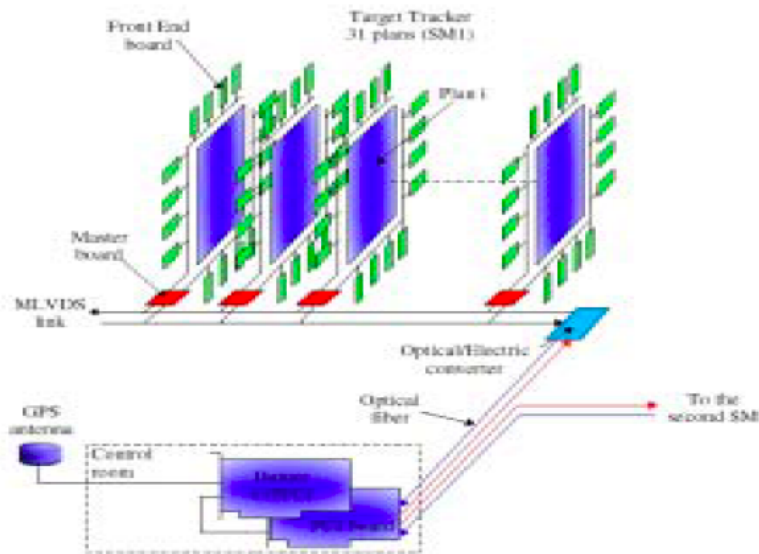 Front End
board
Target Tracker
31 plans (SM1)
Plan i
Master
board
MLVDS
link
Optical/Electric
converter
Optical
fiber
To the
second SM
GPS
antenna
Control
room
board